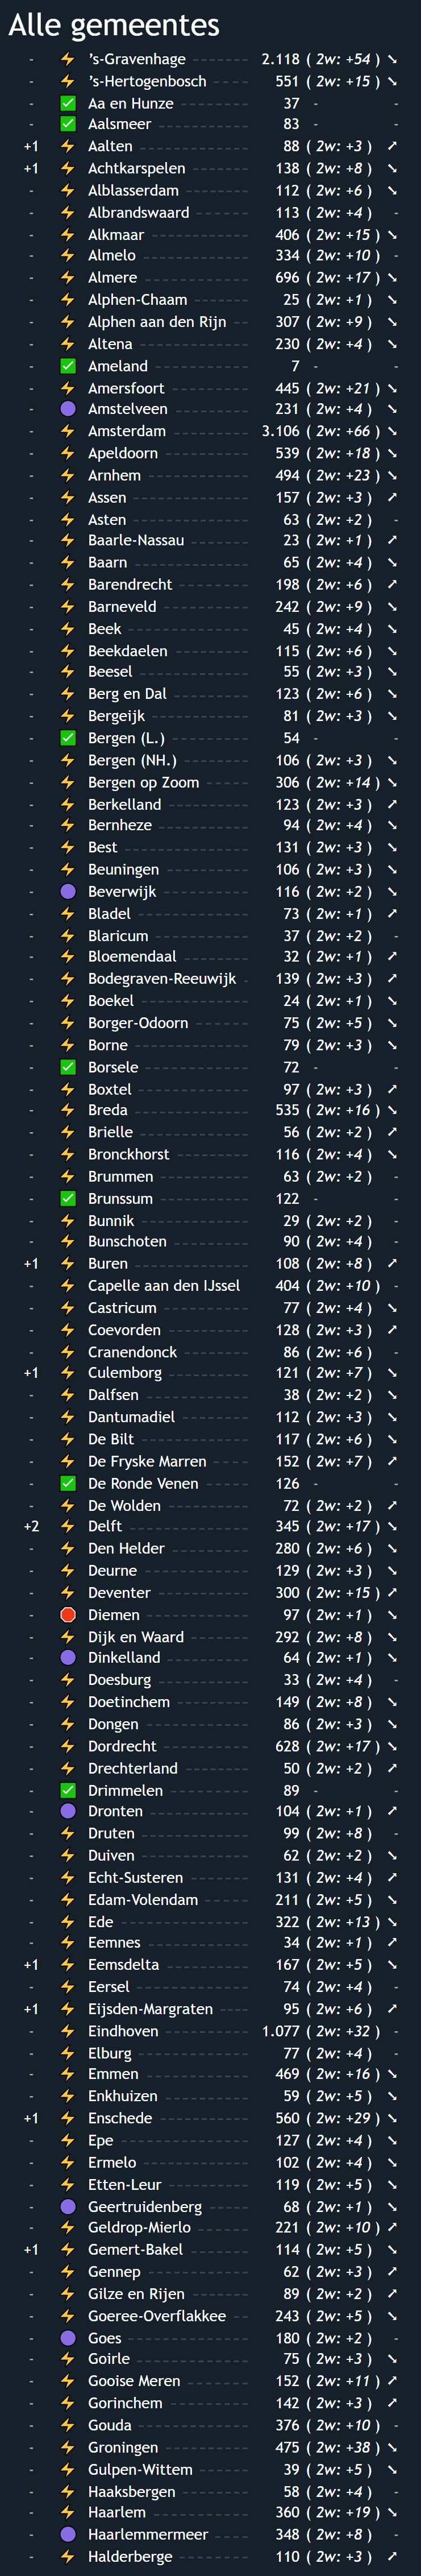 Alle gemeentes
- ’s-Gravenhage 2.118 ( 2w: +54 ) ↘
- ’s-Hertogenbosch 551 ( 2w: +15 ) ↘
- Aa en Hunze 37 - -
- Aalsmeer 83 - -
+1 Aalten 88 ( 2w: +3 ) ↗
+1 Achtkarspelen 138 ( 2w: +8 ) ↘
- Alblasserdam 112 ( 2w: +6 ) ↘
- Albrandswaard 113 ( 2w: +4 ) -
- Alkmaar 406 ( 2w: +15 ) ↘
- Almelo 334 ( 2w: +10 ) -
- Almere 696 ( 2w: +17 ) ↘
- Alphen-Chaam 25 ( 2w: +1 ) ↘
- Alphen aan den Rijn 307 ( 2w: +9 ) ↘
- Altena 230 ( 2w: +4 ) ↘
- Ameland 7 - -
- Amersfoort 445 ( 2w: +21 ) ↘
- Amstelveen 231 ( 2w: +4 ) ↘
- Amsterdam 3.106 ( 2w: +66 ) ↘
- Apeldoorn 539 ( 2w: +18 ) ↘
- Arnhem 494 ( 2w: +23 ) ↘
- Assen 157 ( 2w: +3 ) ↗
- Asten 63 ( 2w: +2 ) -
- Baarle-Nassau 23 ( 2w: +1 ) ↗
- Baarn 65 ( 2w: +4 ) ↘
- Barendrecht 198 ( 2w: +6 ) ↗
- Barneveld 242 ( 2w: +9 ) ↘
- Beek 45 ( 2w: +4 ) ↘
- Beekdaelen 115 ( 2w: +6 ) ↘
- Beesel 55 ( 2w: +3 ) ↘
- Berg en Dal 123 ( 2w: +6 ) ↘
- Bergeijk 81 ( 2w: +3 ) ↘
- Bergen (L.) 54 - -
- Bergen (NH.) 106 ( 2w: +3 ) ↘
- Bergen op Zoom 306 ( 2w: +14 ) ↘
- Berkelland 123 ( 2w: +3 ) ↗
- Bernheze 94 ( 2w: +4 ) ↘
- Best 131 ( 2w: +3 ) ↘
- Beuningen 106 ( 2w: +3 ) ↘
- Beverwijk 116 ( 2w: +2 ) ↘
- Bladel 73 ( 2w: +1 ) ↗
- Blaricum 37 ( 2w: +2 ) -
- Bloemendaal 32 ( 2w: +1 ) ↗
- Bodegraven-Reeuwijk 139 ( 2w: +3 ) ↗
- Boekel 24 ( 2w: +1 ) ↘
- Borger-Odoorn 75 ( 2w: +5 ) ↘
- Borne 79 ( 2w: +3 ) ↘
- Borsele 72 - -
- Boxtel 97 ( 2w: +3 ) ↗
- Breda 535 ( 2w: +16 ) ↘
- Brielle 56 ( 2w: +2 ) ↗
- Bronckhorst 116 ( 2w: +4 ) ↘
- Brummen 63 ( 2w: +2 ) -
- Brunssum 122 - -
- Bunnik 29 ( 2w: +2 ) -
- Bunschoten 90 ( 2w: +4 ) -
+1 Buren 108 ( 2w: +8 ) ↗
- Capelle aan den IJssel 404 ( 2w: +10 ) -
- Castricum 77 ( 2w: +4 ) ↘
- Coevorden 128 ( 2w: +3 ) ↗
- Cranendonck 86 ( 2w: +6 ) -
+1 Culemborg 121 ( 2w: +7 ) ↘
- Dalfsen 38 ( 2w: +2 ) ↘
- Dantumadiel 112 ( 2w: +3 ) ↘
- De Bilt 117 ( 2w: +6 ) ↘
- De Fryske Marren 152 ( 2w: +7 ) ↗
- De Ronde Venen 126 - -
- De Wolden 72 ( 2w: +2 ) ↗
+2 Delft 345 ( 2w: +17 ) ↘
- Den Helder 280 ( 2w: +6 ) ↘
- Deurne 129 ( 2w: +3 ) ↘
- Deventer 300 ( 2w: +15 ) ↗
- Diemen 97 ( 2w: +1 ) ↘
- Dijk en Waard 292 ( 2w: +8 ) ↘
- Dinkelland 64 ( 2w: +1 ) ↘
- Doesburg 33 ( 2w: +4 ) -
- Doetinchem 149 ( 2w: +8 ) ↘
- Dongen 86 ( 2w: +3 ) ↘
- Dordrecht 628 ( 2w: +17 ) ↘
- Drechterland 50 ( 2w: +2 ) ↗
- Drimmelen 89 - -
- Dronten 104 ( 2w: +1 ) ↗
- Druten 99 ( 2w: +8 ) -
- Duiven 62 ( 2w: +2 ) ↘
- Echt-Susteren 131 ( 2w: +4 ) ↗
- Edam-Volendam 211 ( 2w: +5 ) ↘
- Ede 322 ( 2w: +13 ) ↘
- Eemnes 34 ( 2w: +1 ) ↗
+1 Eemsdelta 167 ( 2w: +5 ) ↘
- Eersel 74 ( 2w: +4 ) -
+1 Eijsden-Margraten 95 ( 2w: +6 ) ↗
- Eindhoven 1.077 ( 2w: +32 ) -
- Elburg 77 ( 2w: +4 ) -
- Emmen 469 ( 2w: +16 ) ↘
- Enkhuizen 59 ( 2w: +5 ) ↘
+1 Enschede 560 ( 2w: +29 ) ↘
- Epe 127 ( 2w: +4 ) ↘
- Ermelo 102 ( 2w: +4 ) ↘
- Etten-Leur 119 ( 2w: +5 ) ↘
- Geertruidenberg 68 ( 2w: +1 ) ↘
- Geldrop-Mierlo 221 ( 2w: +10 ) ↗
+1 Gemert-Bakel 114 ( 2w: +5 ) ↘
- Gennep 62 ( 2w: +3 ) ↗
- Gilze en Rijen 89 ( 2w: +2 ) ↗
- Goeree-Overflakkee 243 ( 2w: +5 ) ↘
- Goes 180 ( 2w: +2 ) -
- Goirle 75 ( 2w: +3 ) ↘
- Gooise Meren 152 ( 2w: +11 ) ↗
- Gorinchem 142 ( 2w: +3 ) ↗
- Gouda 376 ( 2w: +10 ) -
- Groningen 475 ( 2w: +38 ) ↘
- Gulpen-Wittem 39 ( 2w: +5 ) ↘
- Haaksbergen 58 ( 2w: +4 ) -
- Haarlem 360 ( 2w: +19 ) ↘
- Haarlemmermeer 348 ( 2w: +8 ) -
- Halderberge 110 ( 2w: +3 ) ↗